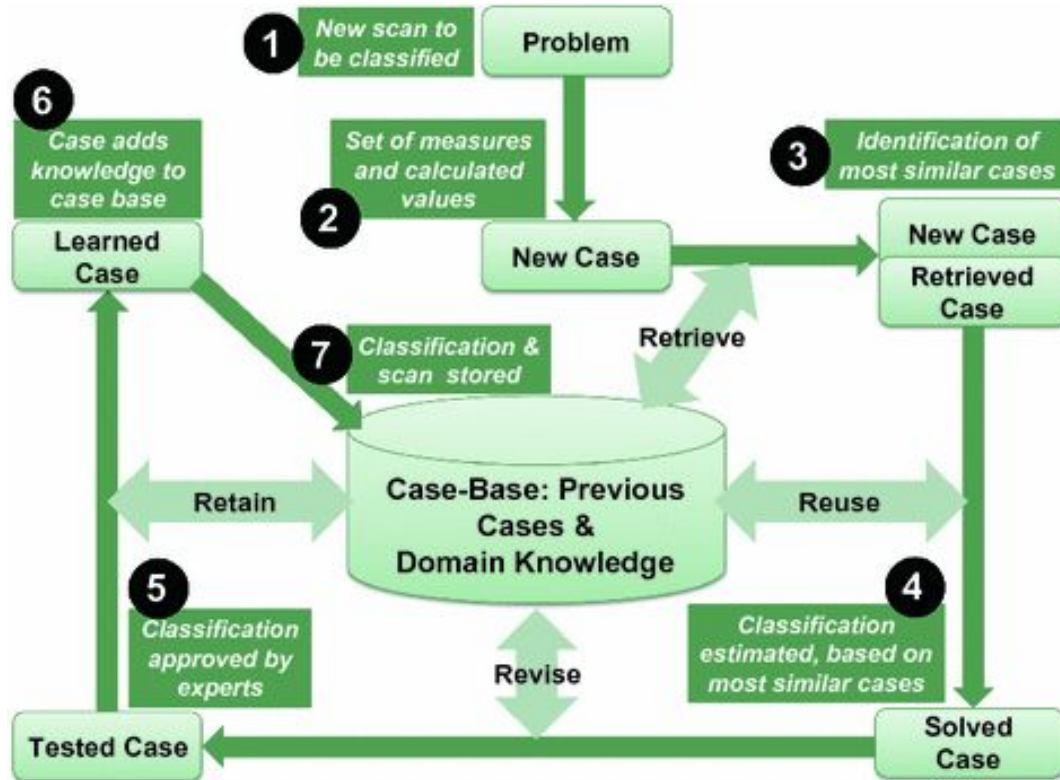 1
New scan to
be classified
Problem
6
Case adds
knowledge to
case base
Set of measures
and calculated
values
2
3
Identification of
most similar cases
Learned
Case
New Case
New Case
Retrieved
Case
Retrieve
7
Classification &
scan stored
Case-Base: Previous
Cases &
Domain Knowledge
Retain
Reuse
5
Classification
approved by
experts
4
Classification
estimated, based on
most similar cases
Revise
Tested Case
Solved
Case